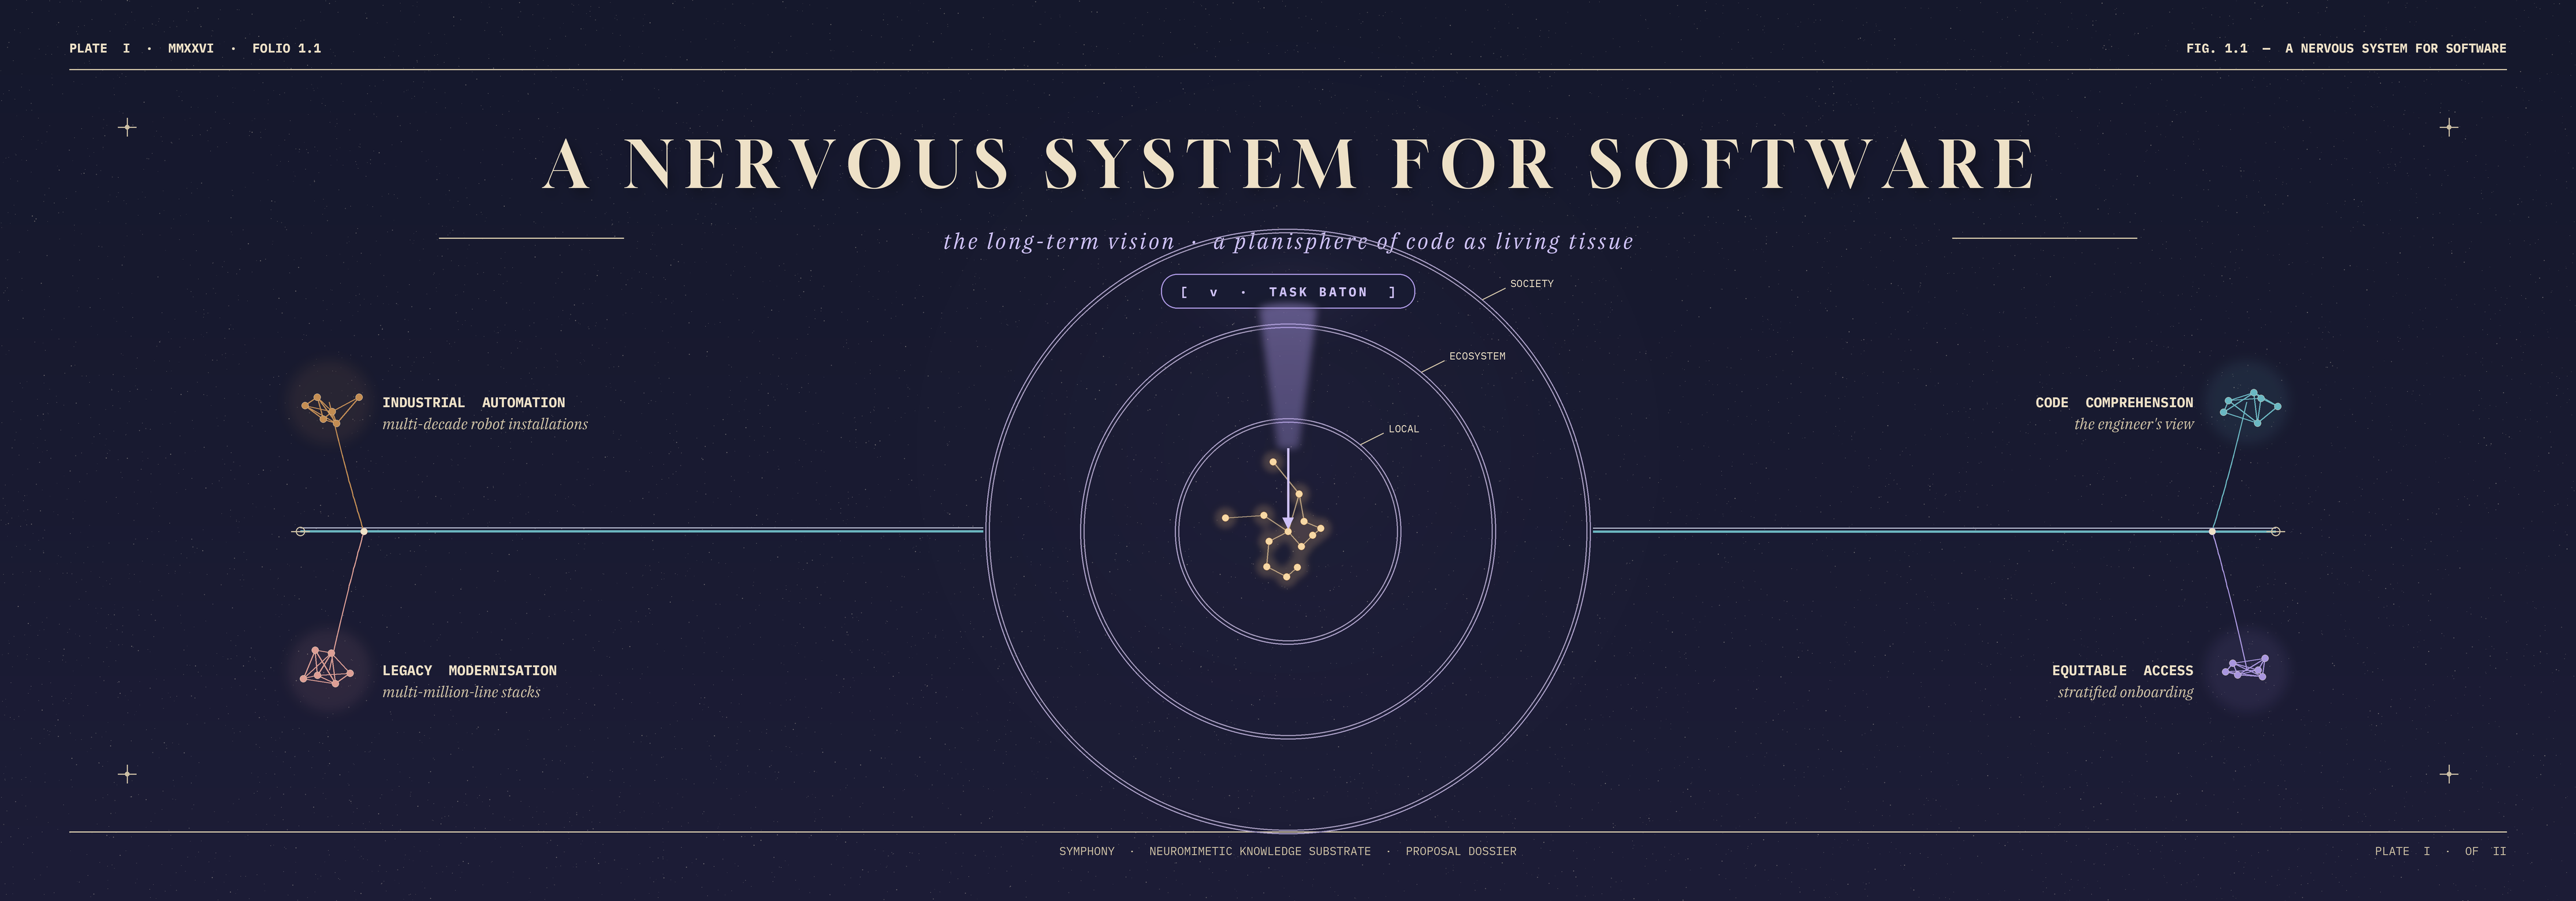 PLATE I · MMXXVI · FOLIO 1.1
FIG. 1.1 — A NERVOUS SYSTEM FOR SOFTWARE
A NERVOUS SYSTEM FOR SOFTWARE
the long-term vision · a planisphere of code as living tissue
[ v · TASK BATON ]
SOCIETY
ECOSYSTEM
LOCAL
INDUSTRIAL AUTOMATION
multi-decade robot installations
CODE COMPREHENSION
the engineer's view
LEGACY MODERNISATION
multi-million-line stacks
EQUITABLE ACCESS
stratified onboarding
SYMPHONY · NEUROMIMETIC KNOWLEDGE SUBSTRATE · PROPOSAL DOSSIER
PLATE I · OF II